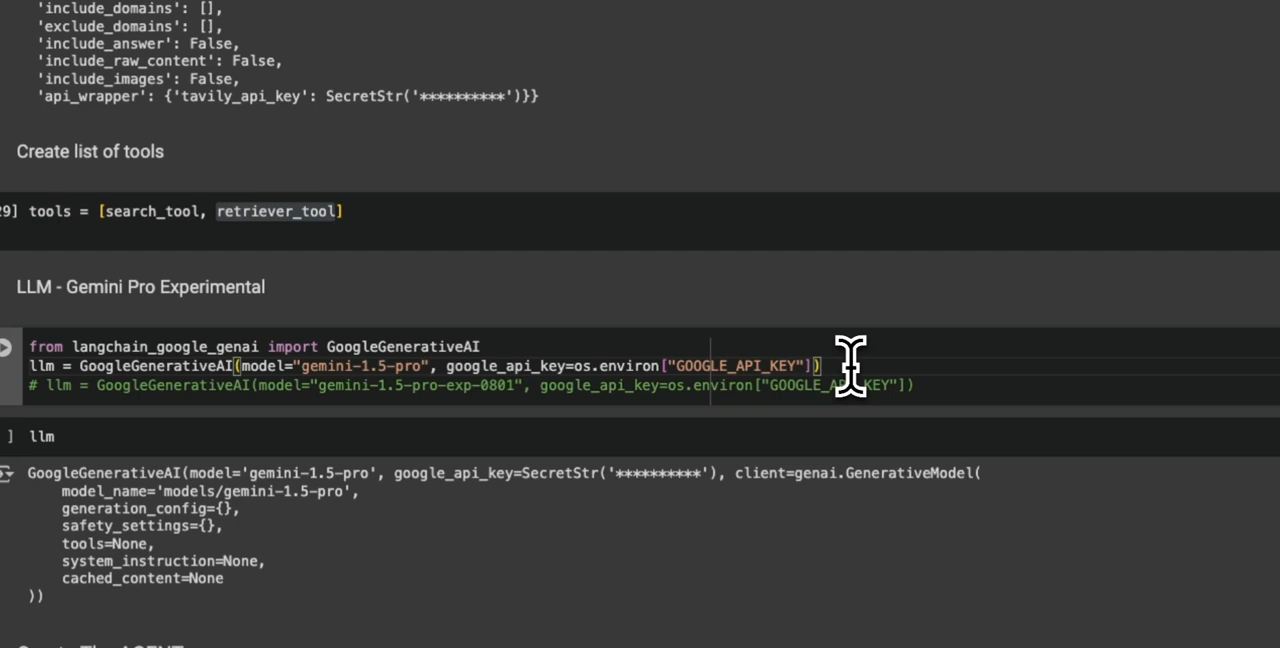 'include_domains': [],
'exclude_domains': [],
'include_answer': False,
'include_raw_content': False,
'include_images': False,
'api_wrapper': {'tavily_api_key': SecretStr('**********')}}
Create list of tools
29] tools = [search_tool, retriever_tool]
LLM - Gemini Pro Experimental
from langchain_google_genai import GoogleGenerativeAI
llm = GoogleGenerativeAI(model="gemini-1.5-pro", google_api_key=os.environ["GOOGLE_API_KEY"])
# llm = GoogleGenerativeAI(model="gemini-1.5-pro-exp-0801", google_api_key=os.environ["GOOGLE_API_KEY"])
] llm
GoogleGenerativeAI(model='gemini-1.5-pro', google_api_key=SecretStr('**********'), client=genai.GenerativeModel(
model_name='models/gemini-1.5-pro',
generation_config={},
safety_settings={},
tools=None,
system_instruction=None,
cached_content=None
))